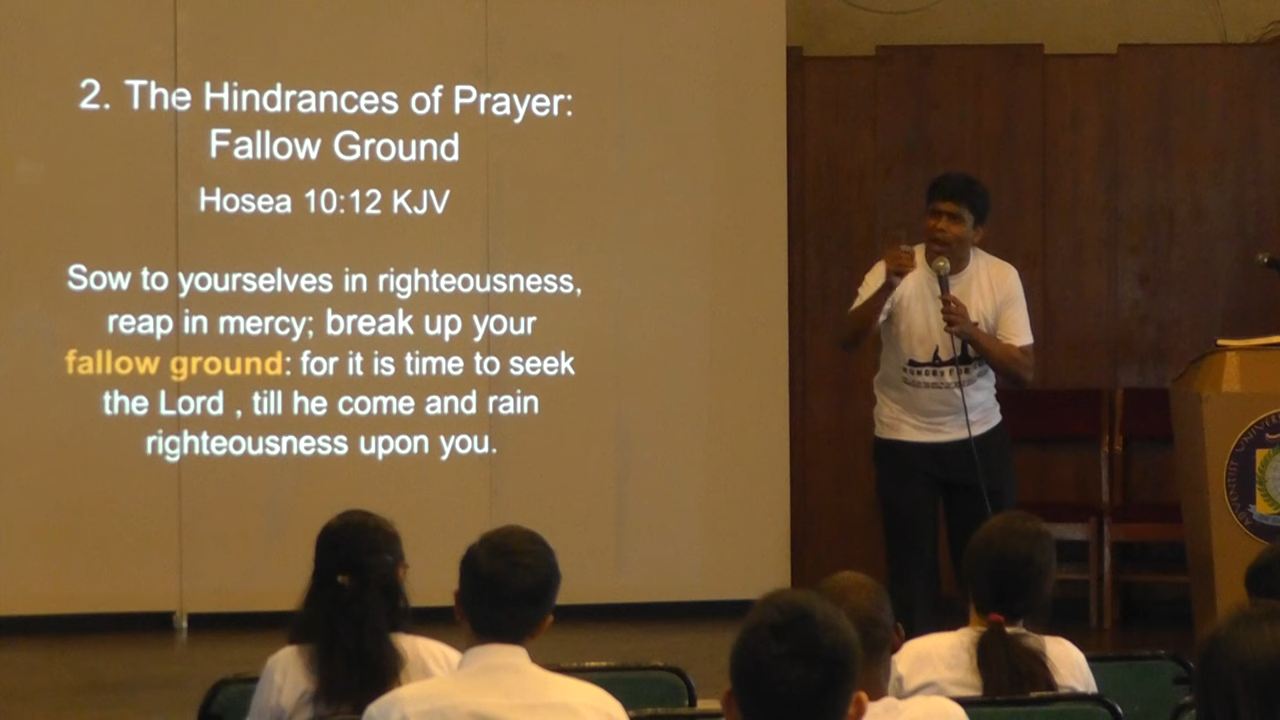 2. The Hindrances of Prayer:
Fallow Ground
Hosea 10:12 KJV
Sow to yourselves in righteousness,
reap in mercy; break up your
fallow ground: for it is time to seek
the Lord , till he come and rain
righteousness upon you.
ADVENTIST